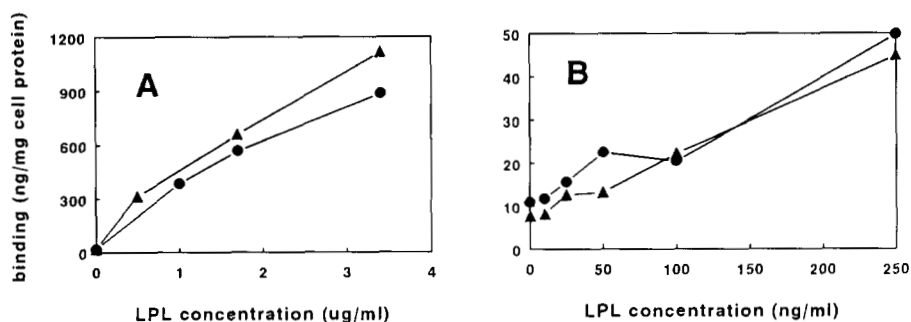 binding (ng/mg cell protein)
1200
900
600
300
0
A
0 1 2 3 4
LPL concentration (ug/ml)
50
40
30
20
10
0
B
0 50 100 150 200 250
LPL concentration (ng/ml)